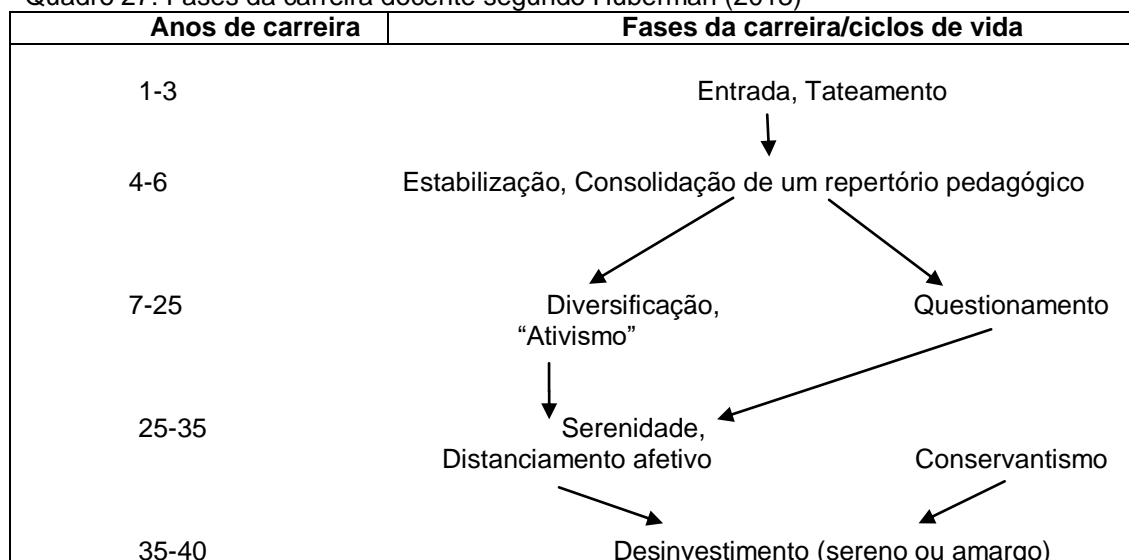 Quadro 27: Fases da carreira docente segundo Huberman (2013)
Anos de carreira Fases da carreira/ciclos de vida
1-3 Entrada, Tateamento
4-6 Estabilização, Consolidação de um repertório pedagógico
7-25 Diversificação, Questionamento
“Ativismo”
25-35 Serenidade,
Distanciamento afetivo Conservantismo
35-40 Desinvestimento (sereno ou amargo)